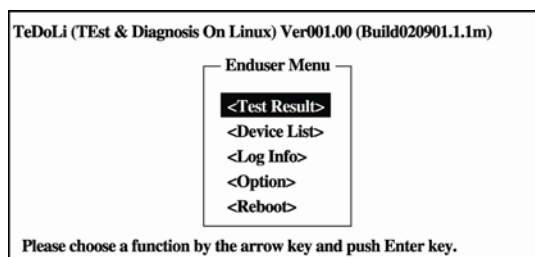 TeDoLi (TEst & Diagnosis On Linux) Ver001.00 (Build020901.1.1m)
Enduser Menu
<Test Result>
<Device List>
<Log Info>
<Option>
<Reboot>
Please choose a function by the arrow key and push Enter key.